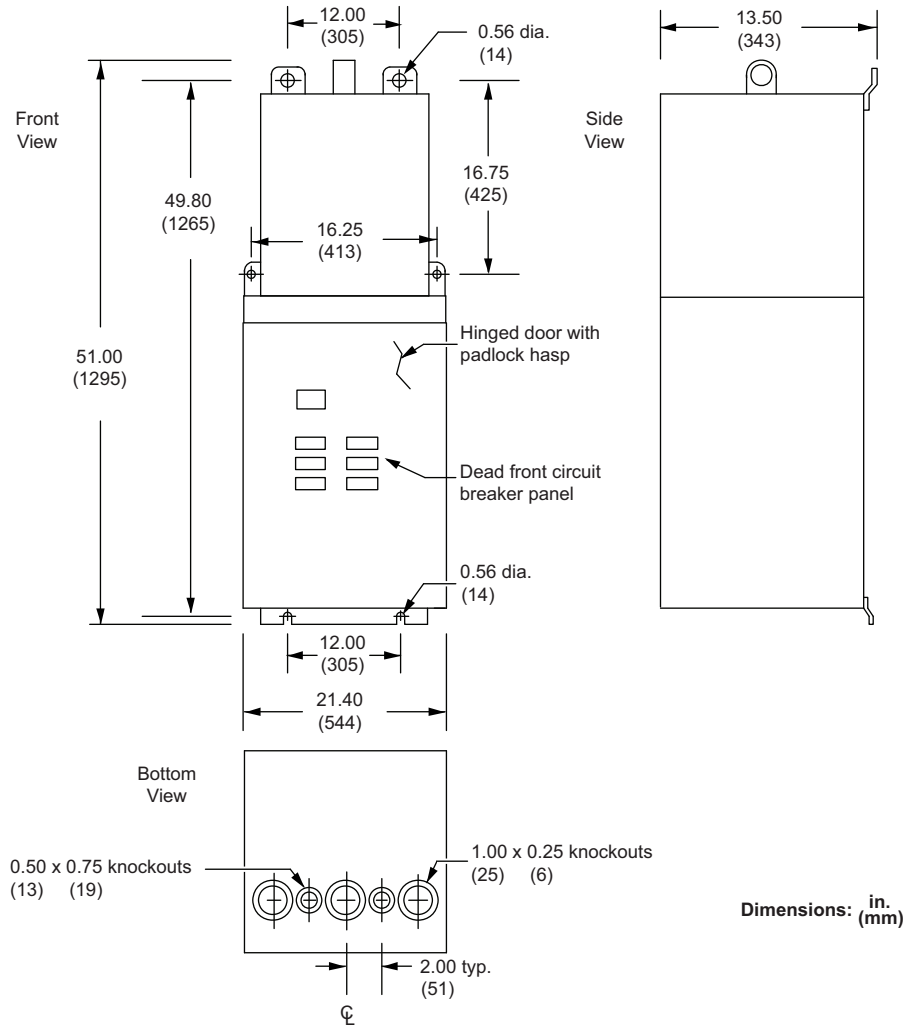 12.00
(305)
0.56 dia.
(14)
13.50
(343)
Front
View
Side
View
49.80
(1265)
16.75
(425)
16.25
(413)
51.00
(1295)
Hinged door with
padlock hasp
Dead front circuit
breaker panel
0.56 dia.
(14)
12.00
(305)
21.40
(544)
Bottom
View
0.50 x 0.75 knockouts
(13) (19)
1.00 x 0.25 knockouts
(25) (6)
Dimensions: in.
(mm)
2.00 typ.
(51)
℄